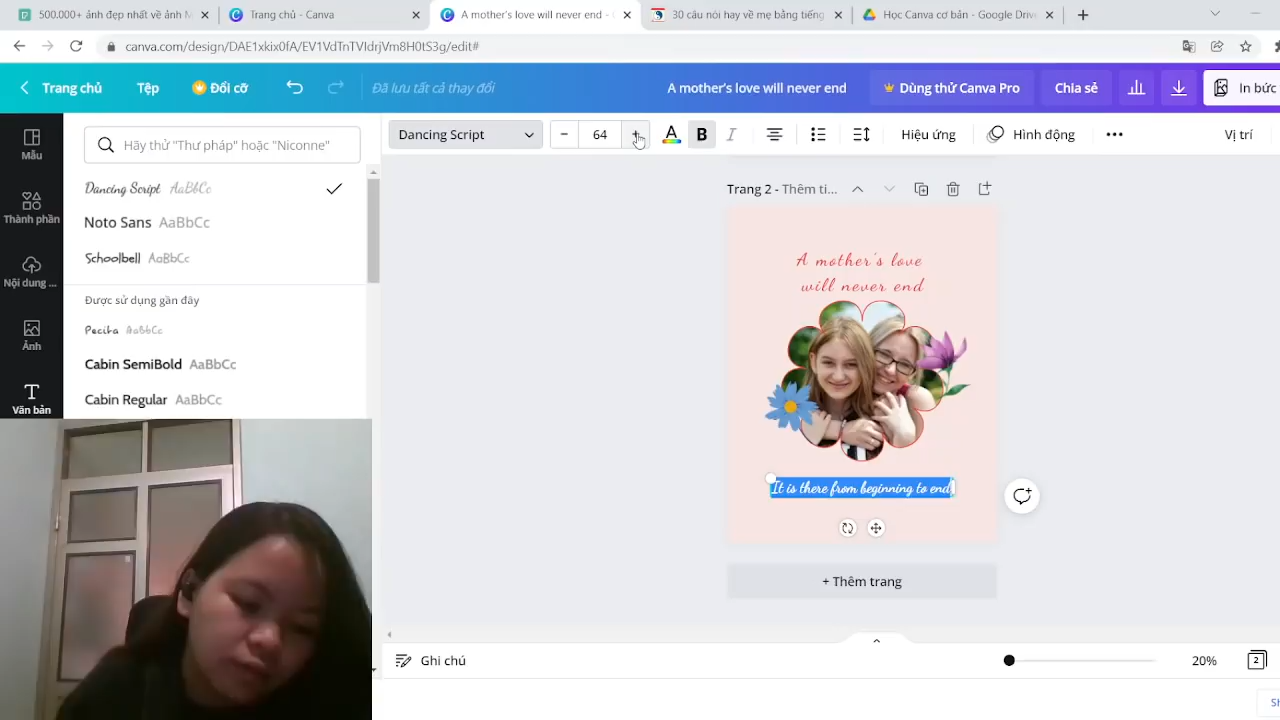 500.000+ ảnh đẹp nhất về ảnh M
Trang chủ - Canva
A mother's love will never end -
30 câu nói hay về mẹ bằng tiếng
Học Canva cơ bản - Google Driv
canva.com/design/DAE1xkix0fA/EV1VdTnTVIdrjVm8H0tS3g/edit#
Trang chủ
Tệp
Đổi cỡ
Đã lưu tất cả thay đổi
A mother's love will never end
Dùng thử Canva Pro
Chia sẻ
In bức
Dancing Script
64
B
I
Hiệu ứng
Hình động
Vị trí
Mẫu
Thành phần
Nội dung ...
Ảnh
Văn bản
Hãy thử "Thư pháp" hoặc "Niconne"
Dancing Script AaBbCc
Noto Sans AaBbCc
Schoolbell AaBbCc
Được sử dụng gần đây
Pecita AaBbCc
Cabin SemiBold AaBbCc
Cabin Regular AaBbCc
Trang 2 - Thêm ti...
A mother's love
will never end
It is there from beginning to end
+ Thêm trang
Ghi chú
20%
2